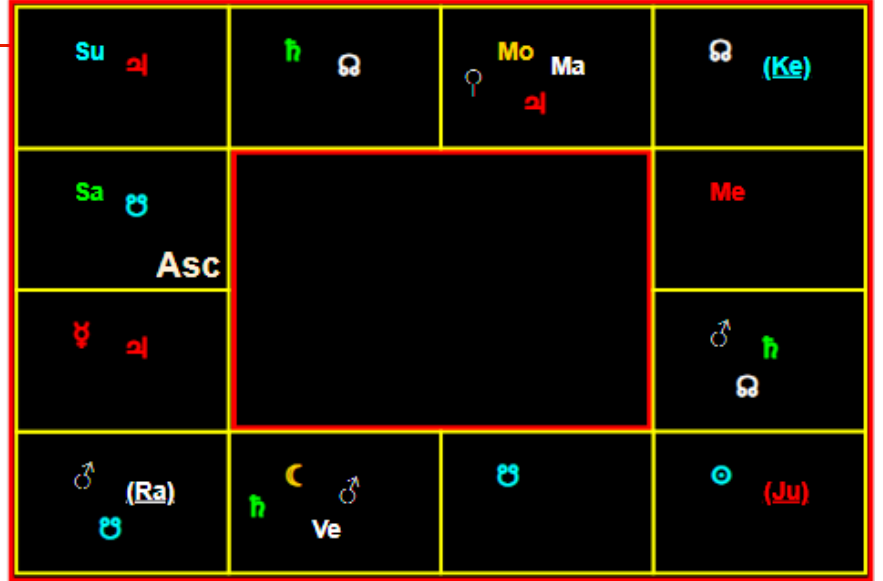 Su ♃ ♄ ☊ Mo Ma ♀ ♃ ☊ (Ke)
Sa ☋ Me
Asc
☿ ♃ ♂ ♄ ☊
♂ (Ra) ☋ ☾ ♂ ♄ Ve ☋ ☉ (Ju)